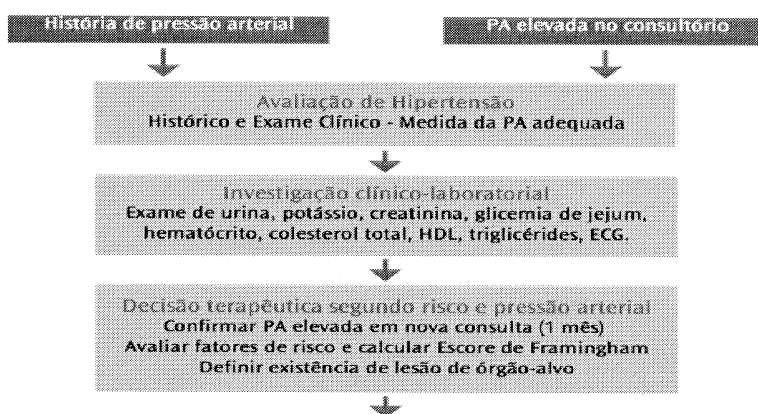 História de pressão arterial
PA elevada no consultório
Avaliação de Hipertensão
Histórico e Exame Clínico - Medida da PA adequada
Investigação clínico-laboratorial
Exame de urina, potássio, creatinina, glicemia de jejum,
hematócrito, colesterol total, HDL, triglicérides, ECG.
Decisão terapêutica segundo risco e pressão arterial
Confirmar PA elevada em nova consulta (1 mês)
Avaliar fatores de risco e calcular Escore de Framingham
Definir existência de lesão de órgão-alvo